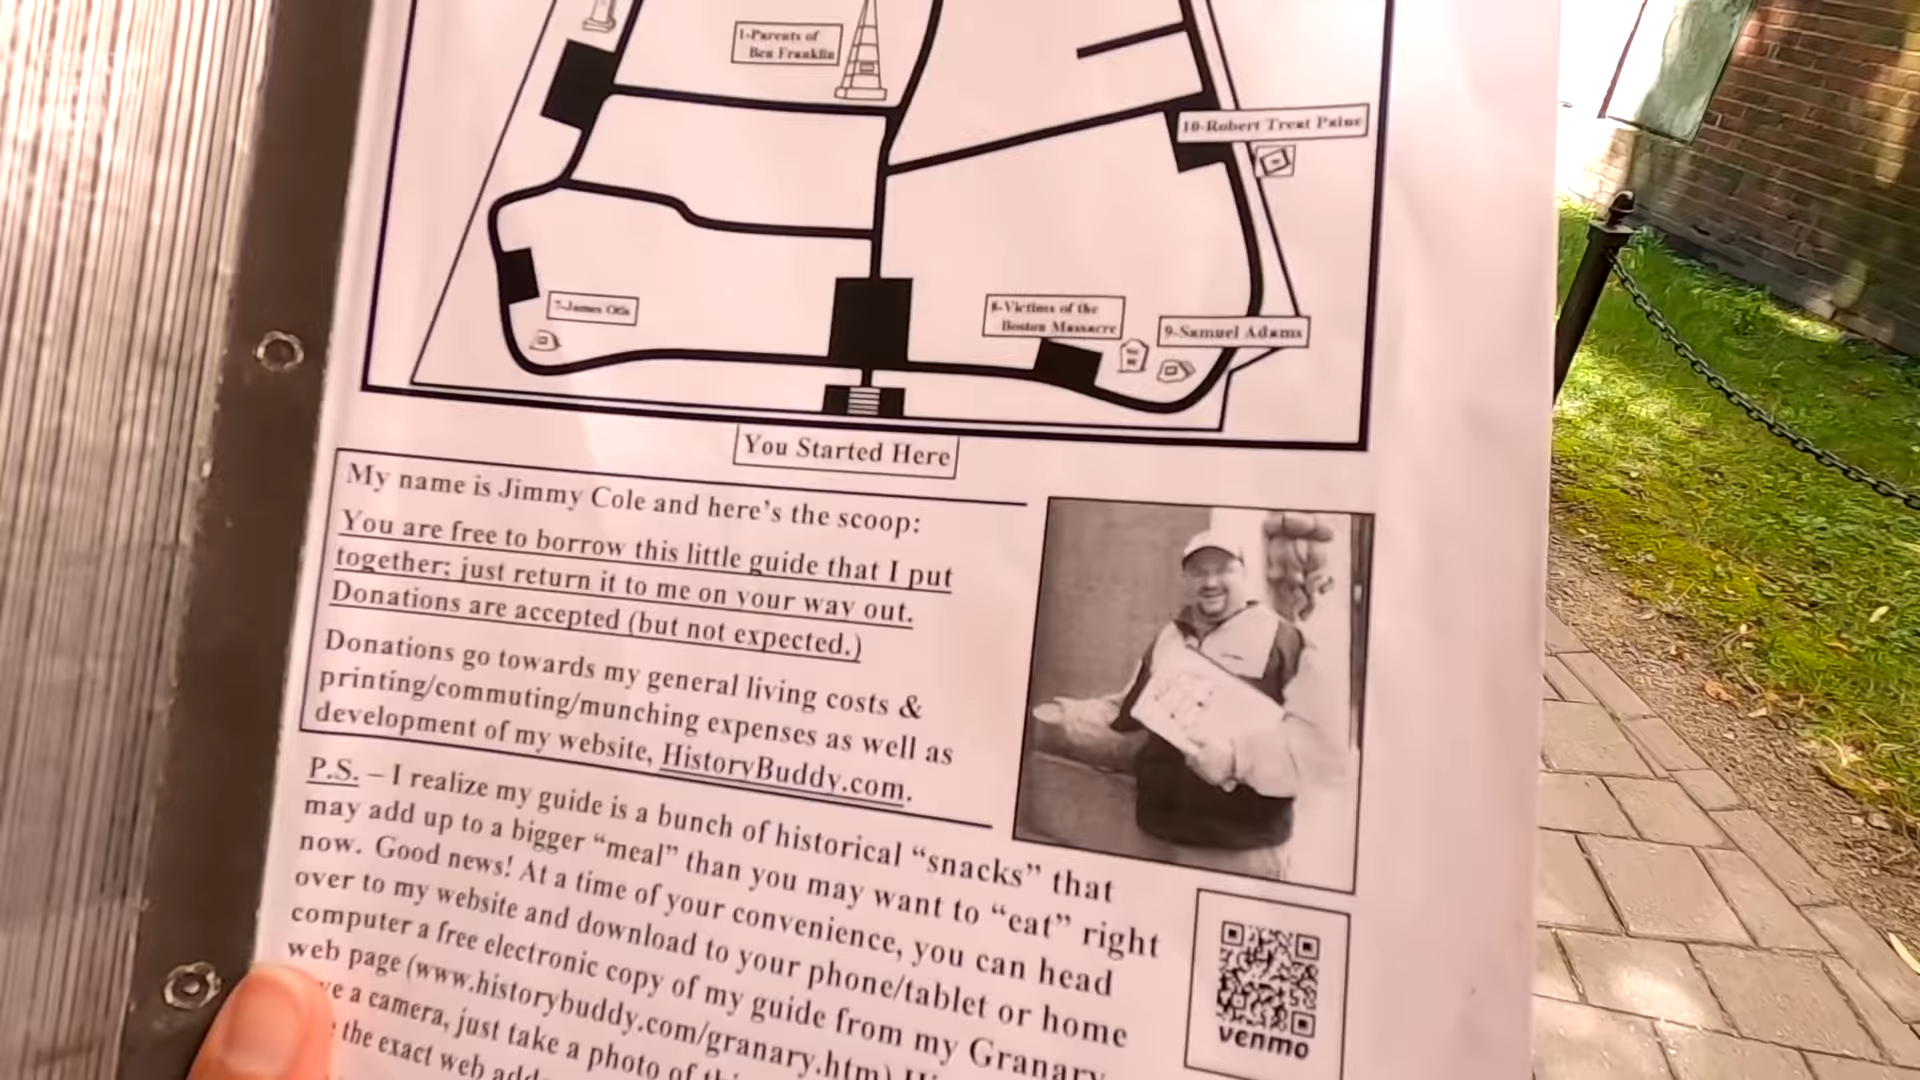 1-Parents of
Ben Franklin
10-Robert Treat Paine
7-James Otis
8-Victims of the
Boston Massacre
9-Samuel Adams
You Started Here
My name is Jimmy Cole and here's the scoop:
You are free to borrow this little guide that I put
together; just return it to me on your way out.
Donations are accepted (but not expected.)
Donations go towards my general living costs &
printing/commuting/munching expenses as well as
development of my website, HistoryBuddy.com.
P.S. – I realize my guide is a bunch of historical "snacks" that
may add up to a bigger "meal" than you may want to "eat" right
now. Good news! At a time of your convenience, you can head
over to my website and download to your phone/tablet or home
computer a free electronic copy of my guide from my Granary
web page (www.historybuddy.com/granary.htm)
a camera, just take a photo of
the exact web
venmo